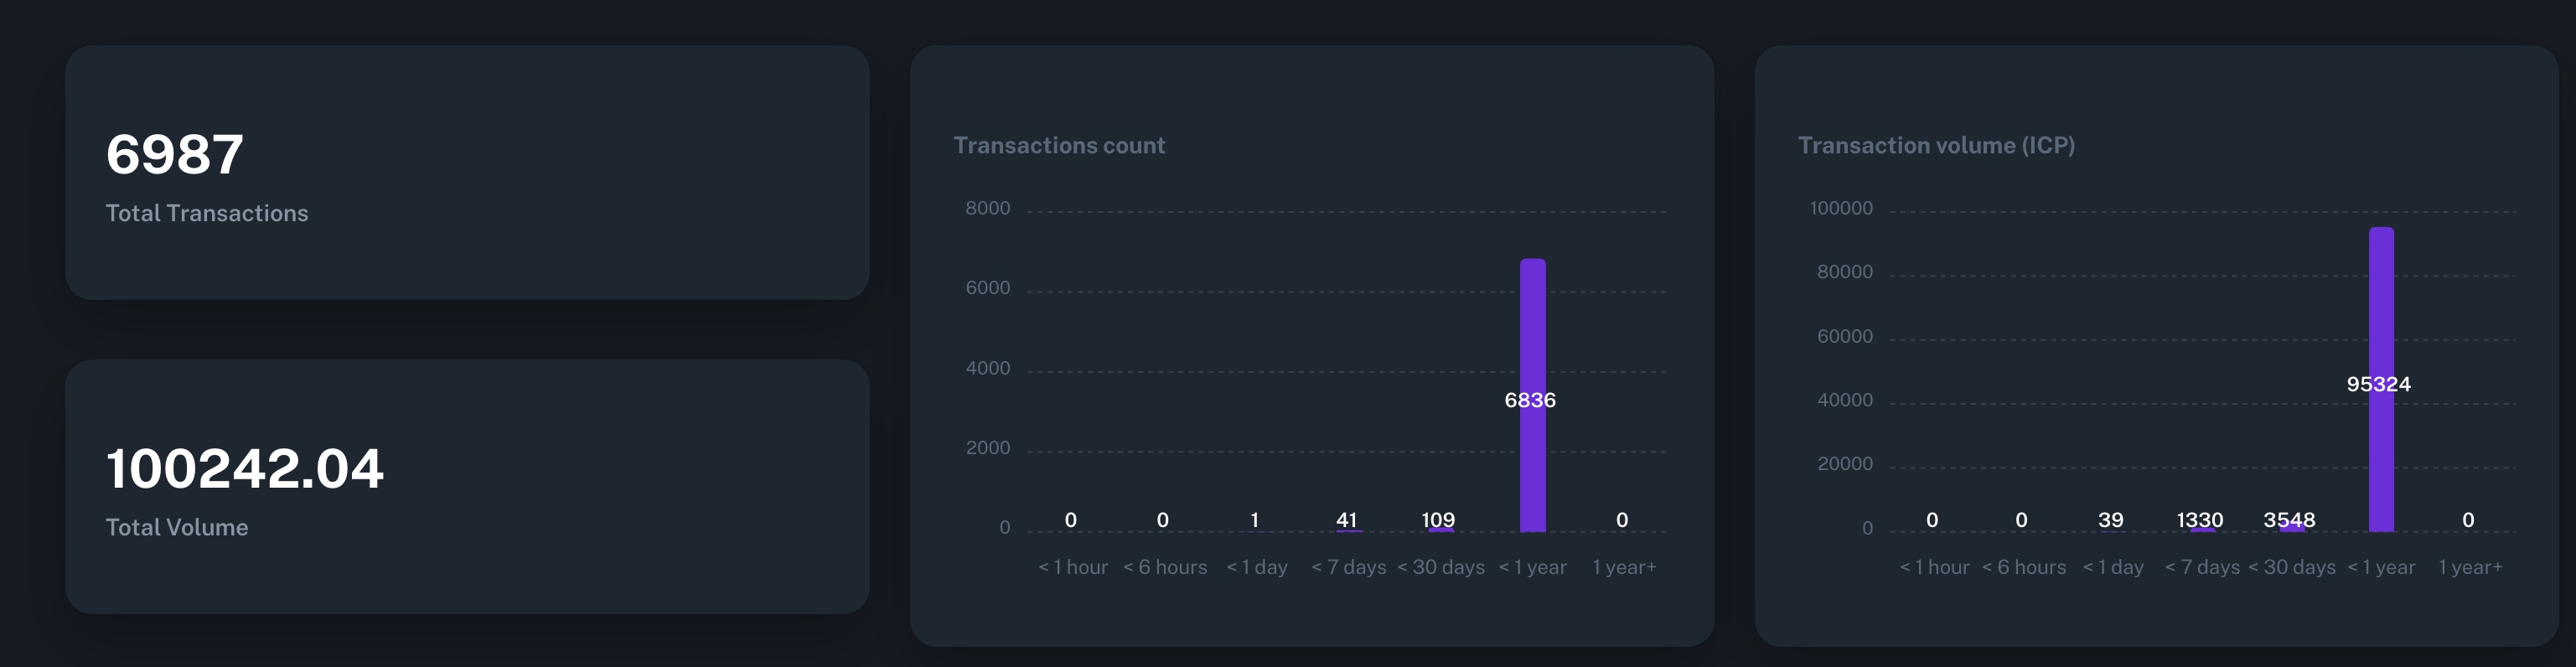 6987
Total Transactions
100242.04
Total Volume
Transactions count
8000
6000
4000
2000
0
0 0 1 41 109 6836 0
< 1 hour < 6 hours < 1 day < 7 days < 30 days < 1 year 1 year+
Transaction volume (ICP)
100000
80000
60000
40000
20000
0
0 0 39 1330 3548 95324 0
< 1 hour < 6 hours < 1 day < 7 days < 30 days < 1 year 1 year+